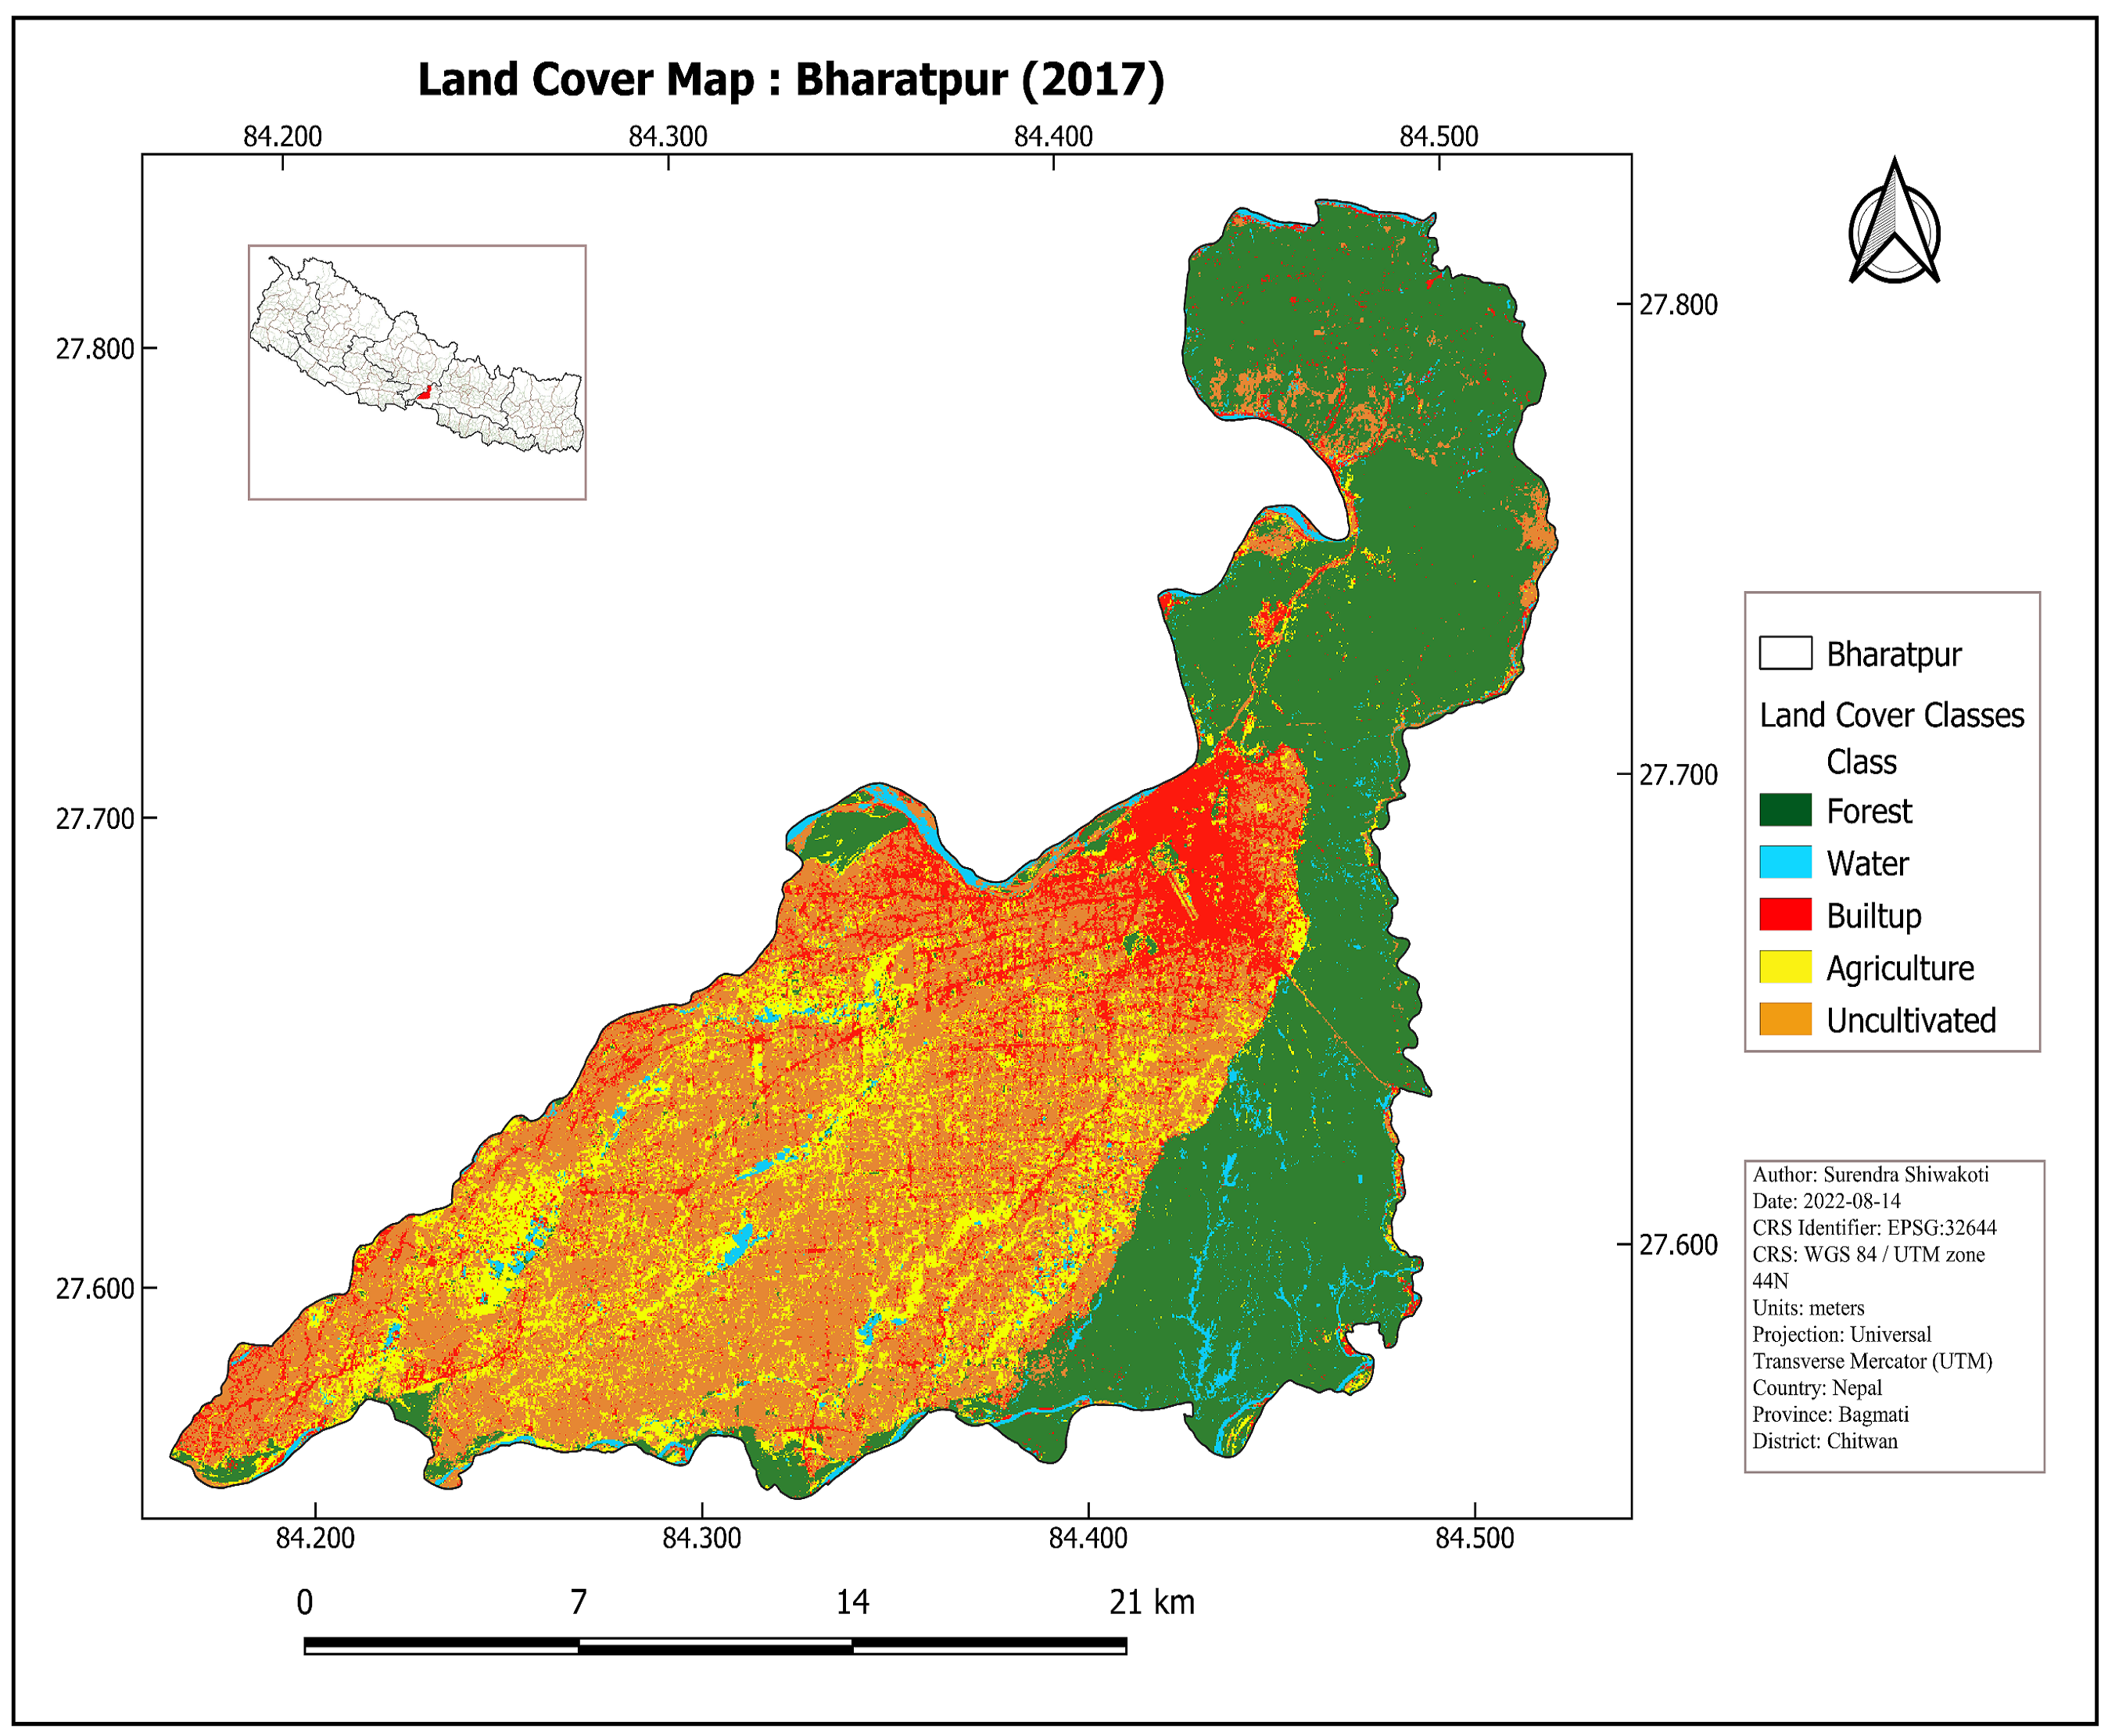 Land Cover Map : Bharatpur (2017)
84.200 84.300 84.400 84.500
27.800
27.800
27.700
27.700
27.600
27.600
84.200 84.300 84.400 84.500
0 7 14 21 km
Bharatpur
Land Cover Classes
Class
Forest
Water
Builtup
Agriculture
Uncultivated
Author: Surendra Shiwakoti
Date: 2022-08-14
CRS Identifier: EPSG:32644
CRS: WGS 84 / UTM zone
44N
Units: meters
Projection: Universal
Transverse Mercator (UTM)
Country: Nepal
Province: Bagmati
District: Chitwan